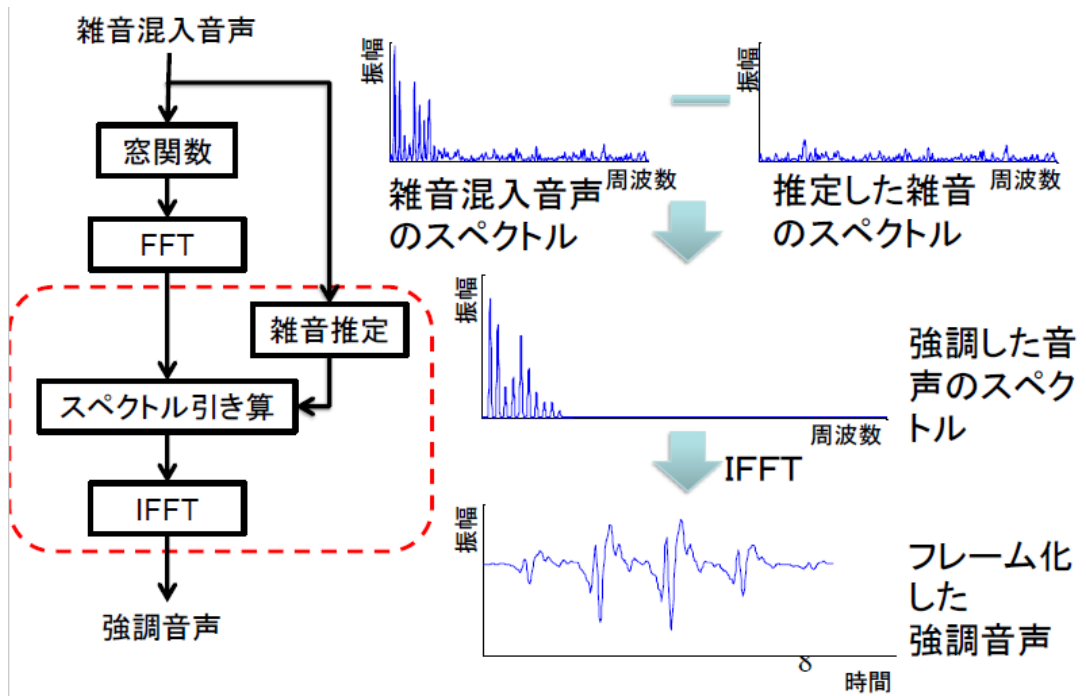 雑音混入音声
窓関数
FFT
雑音推定
スペクトル引き算
IFFT
強調音声
振幅
周波数
雑音混入音声
のスペクトル
振幅
周波数
推定した雑音
のスペクトル
振幅
周波数
強調した音
声のスペク
トル
IFFT
振幅
時間
フレーム化
した
強調音声
8